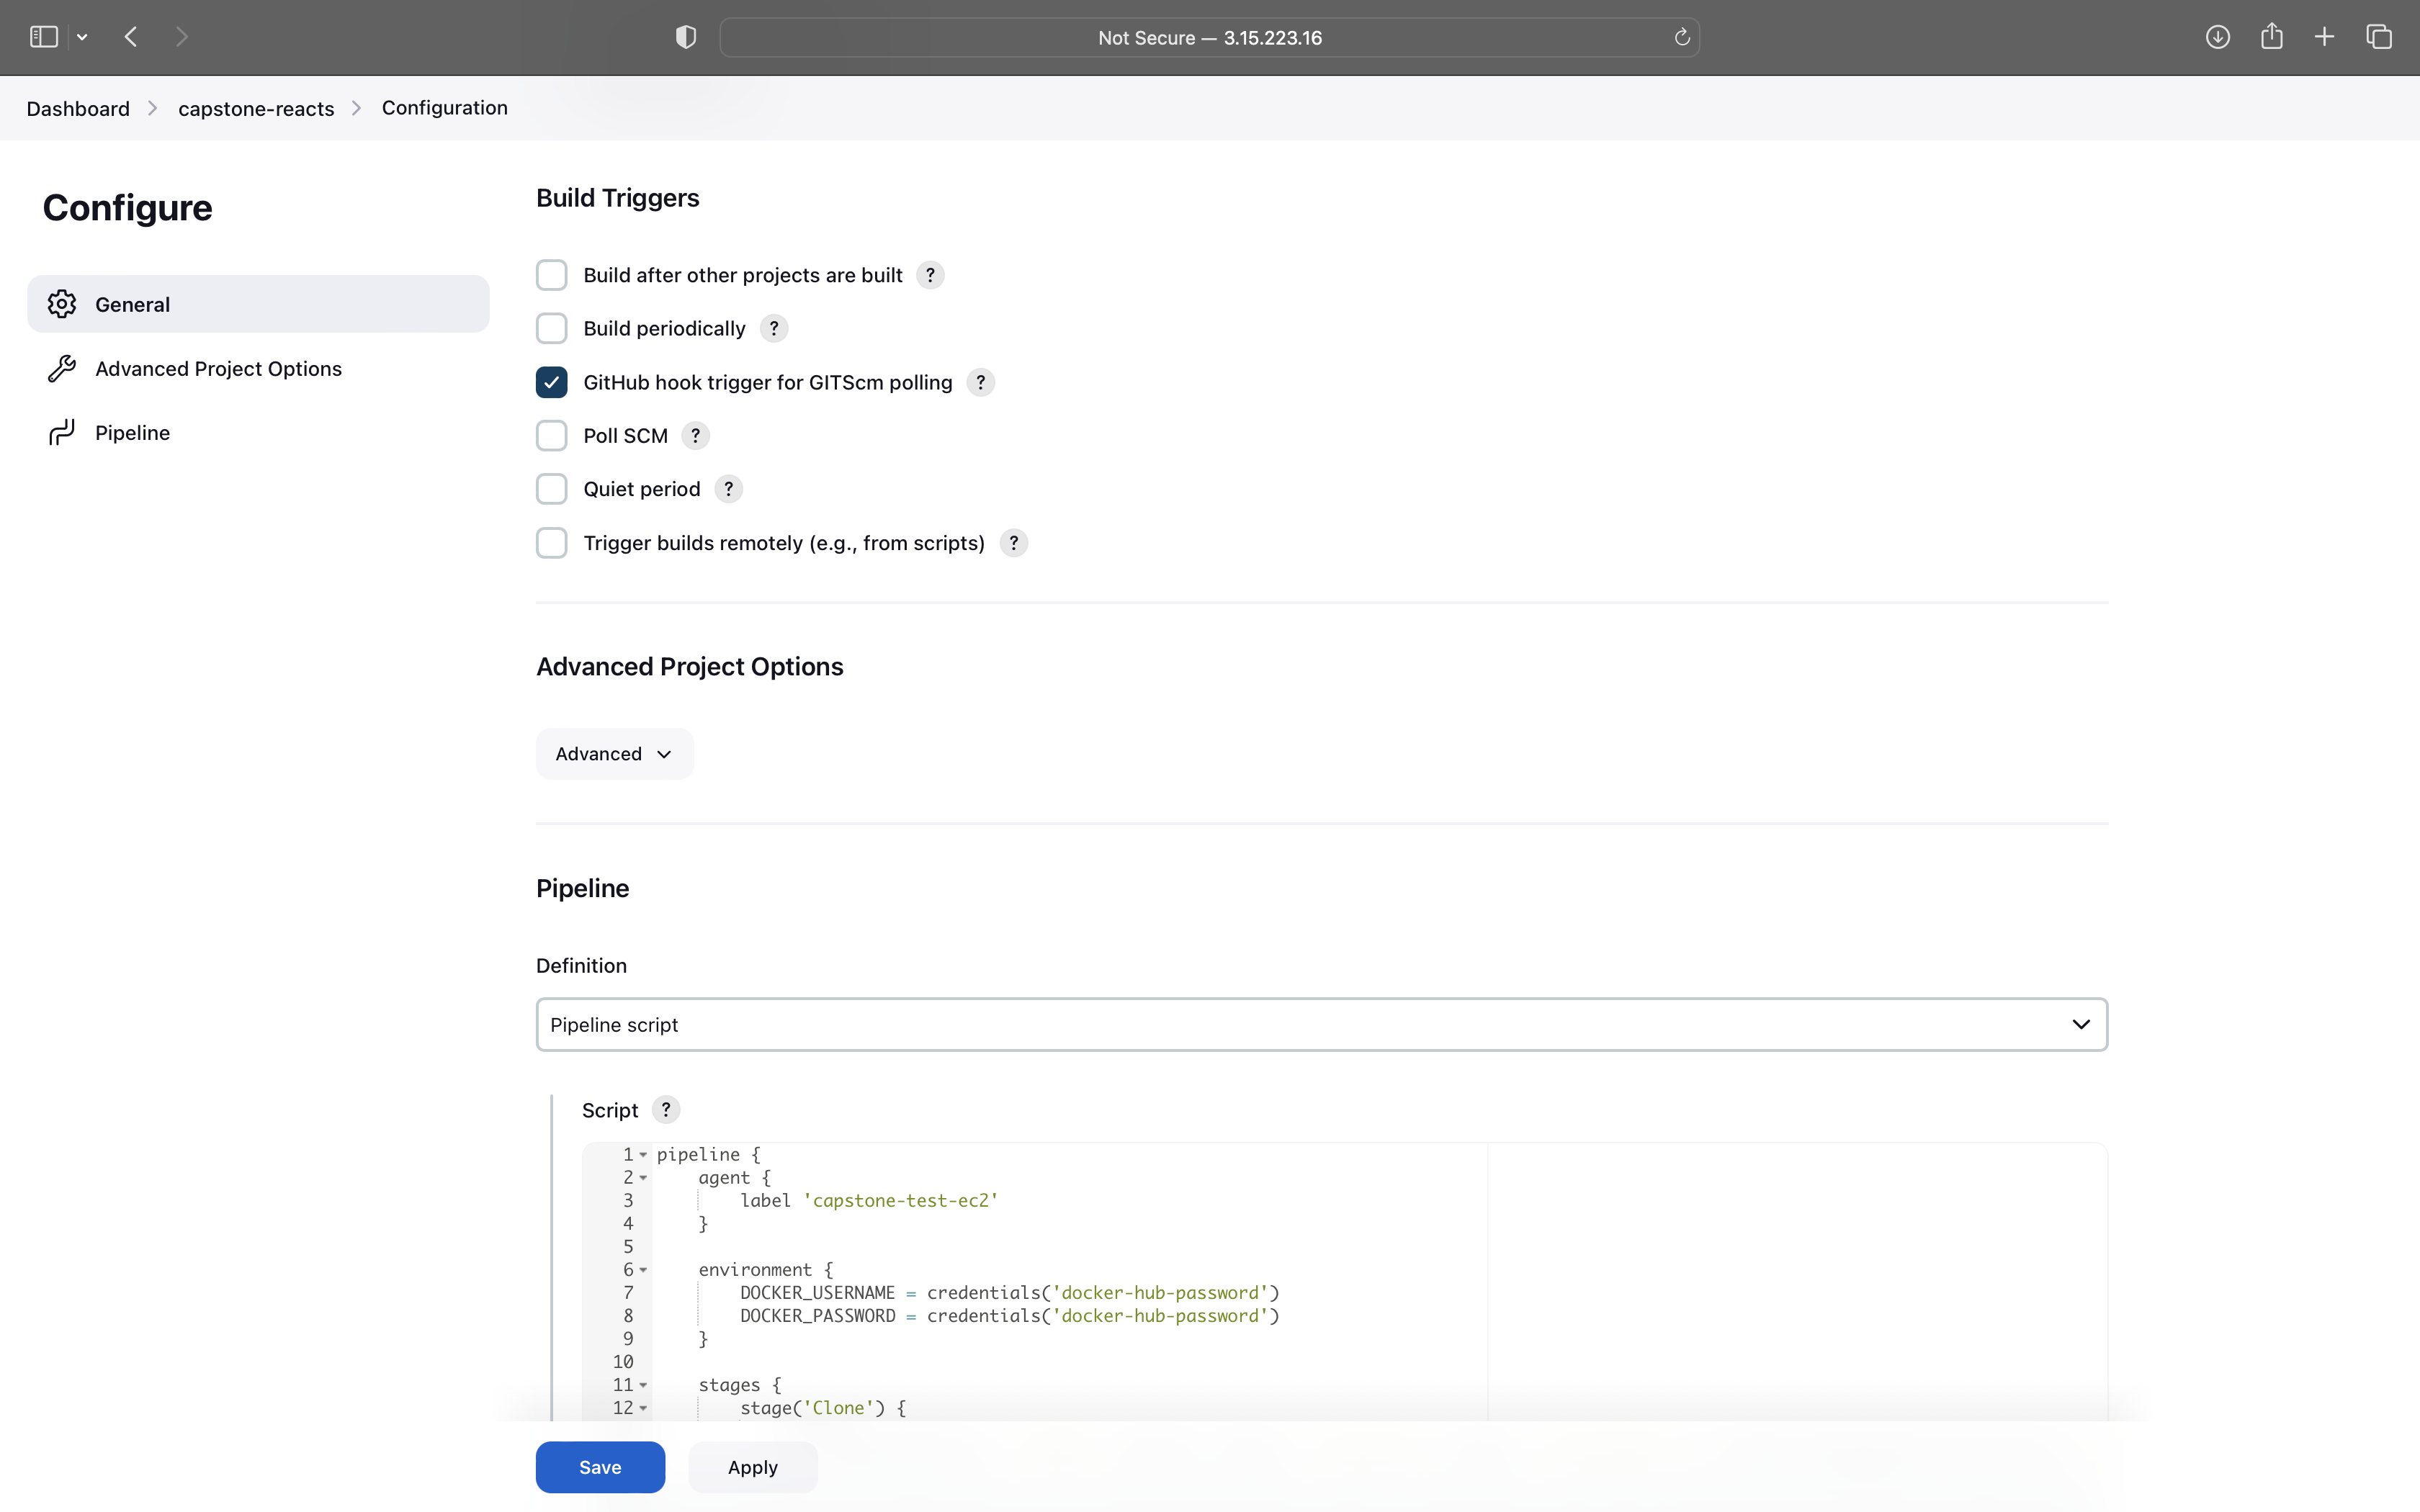 Not Secure — 3.15.223.16
Dashboard
capstone-reacts
Configuration
Configure
General
Advanced Project Options
Pipeline
Build Triggers
Build after other projects are built ?
Build periodically ?
GitHub hook trigger for GITScm polling ?
Poll SCM ?
Quiet period ?
Trigger builds remotely (e.g., from scripts) ?
Advanced Project Options
Advanced
Pipeline
Definition
Pipeline script
Script ?
1 pipeline {
2 agent {
3 label 'capstone-test-ec2'
4 }
5
6 environment {
7 DOCKER_USERNAME = credentials('docker-hub-password')
8 DOCKER_PASSWORD = credentials('docker-hub-password')
9 }
10
11 stages {
12 stage('Clone') {
Save
Apply